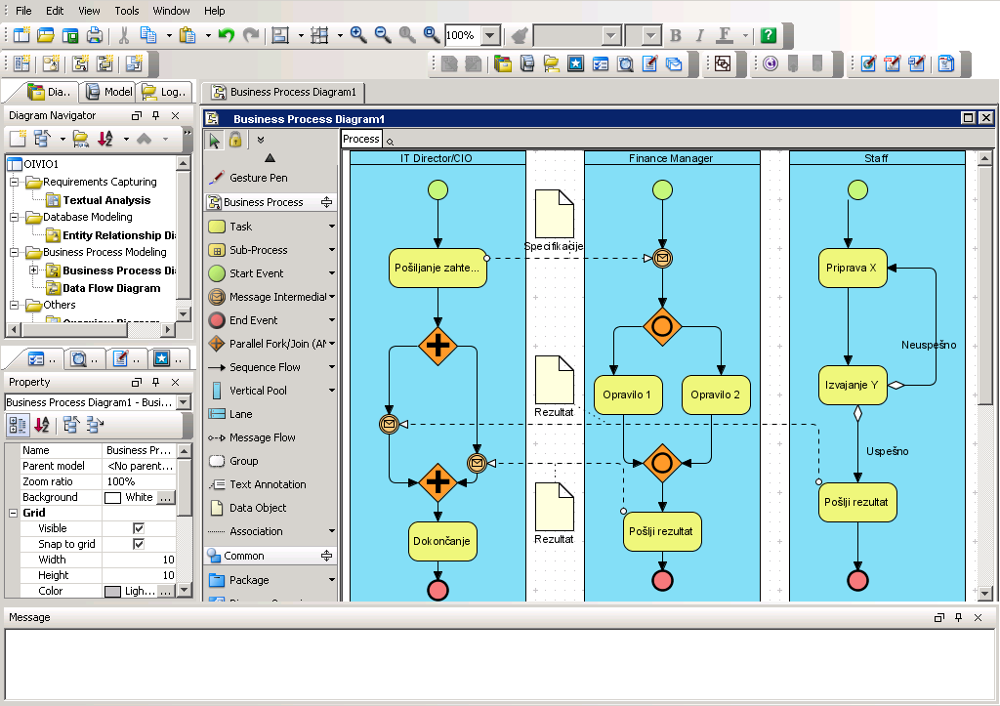 File Edit View Tools Window Help
100%
B I F
Dia.. Model Log..
Business Process Diagram1
Diagram Navigator
OIVIO1
Requirements Capturing
Textual Analysis
Database Modeling
Entity Relationship Di
Business Process Modeling
Business Process Di
Data Flow Diagram
Others
Property
Business Process Diagram1 - Busi...
Name Business Pr...
Parent model <No parent...
Zoom ratio 100%
Background White ...
Grid
Visible
Snap to grid
Width 10
Height 10
Color Ligh... ...
Business Process Diagram1
Process
Gesture Pen
Business Process
Task
Sub-Process
Start Event
Message Intermediat
End Event
Parallel Fork/Join (AN
Sequence Flow
Vertical Pool
Lane
Message Flow
Group
Text Annotation
Data Object
Association
Common
Package
IT Director/CIO
Pošiljanje zahte...
Dokončanje
Specifikacije
Rezultat
Rezultat
Finance Manager
Opravilo 1
Opravilo 2
Pošlji rezultat
Staff
Priprava X
Neuspešno
Izvajanje Y
Uspešno
Pošlji rezultat
Message